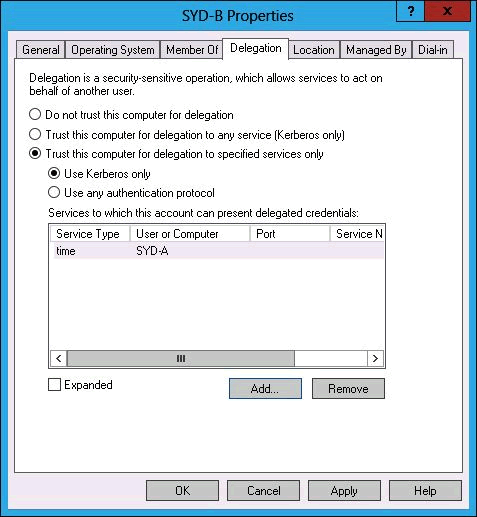 SYD-B Properties
? X
General Operating System Member Of Delegation Location Managed By Dial-in
Delegation is a security-sensitive operation, which allows services to act on
behalf of another user.
Do not trust this computer for delegation
Trust this computer for delegation to any service (Kerberos only)
Trust this computer for delegation to specified services only
Use Kerberos only
Use any authentication protocol
Services to which this account can present delegated credentials:
Service Type User or Computer Port Service N
time SYD-A
Expanded Add... Remove
OK Cancel Apply Help